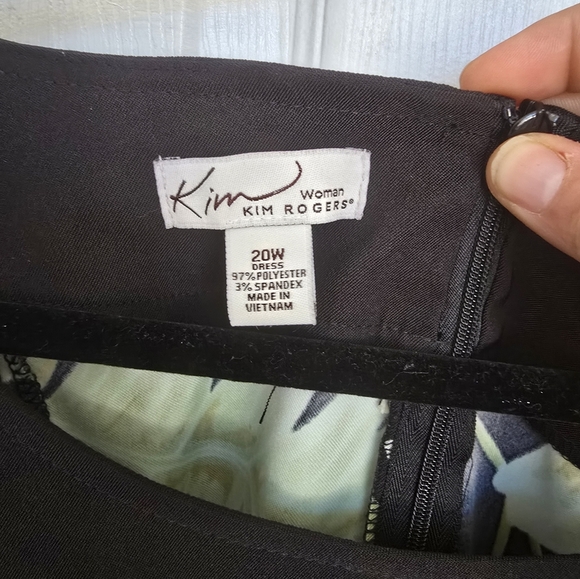 Kim Woman
KIM ROGERS®
20W
DRESS
97% POLYESTER
3% SPANDEX
MADE IN
VIETNAM